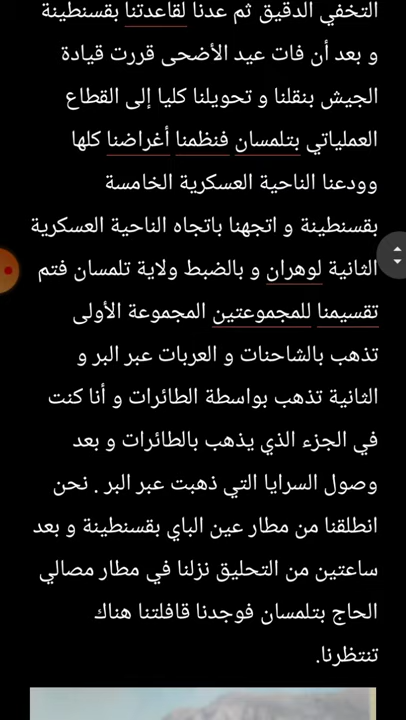 التخفي الدقيق ثم عدنا لقاعدتنا بقسنطينة
و بعد أن فات عيد الأضحى قررت قيادة
الجيش بنقلنا و تحويلنا كليا إلى القطاع
العملياتي بتلمسان فنظمنا أغراضنا كلها
وودعنا الناحية العسكرية الخامسة
بقسنطينة و اتجهنا باتجاه الناحية العسكرية
الثانية لوهران و بالضبط ولاية تلمسان فتم
تقسيمنا للمجموعتين المجموعة الأولى
تذهب بالشاحنات و العربات عبر البر و
الثانية تذهب بواسطة الطائرات و أنا كنت
في الجزء الذي يذهب بالطائرات و بعد
وصول السرايا التي ذهبت عبر البر . نحن
انطلقنا من مطار عين الباي بقسنطينة و بعد
ساعتين من التحليق نزلنا في مطار مصالي
الحاج بتلمسان فوجدنا قافلتنا هناك
تنتظرنا.